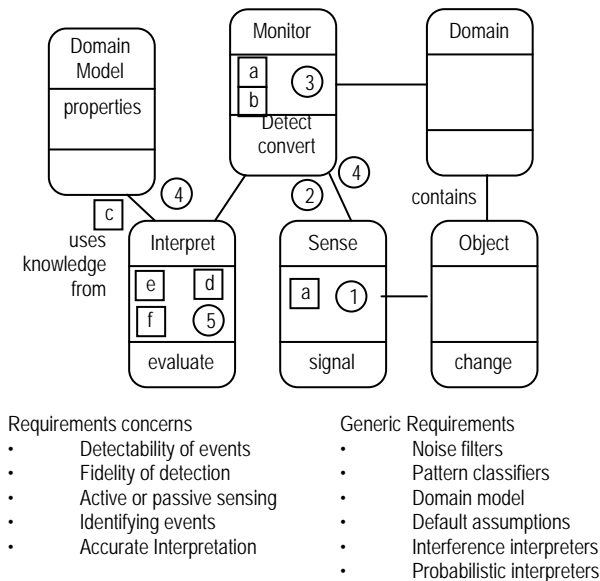 Domain
Model
properties
Monitor
a
3
b
Detect
convert
Domain
4
2
4
contains
c
uses
knowledge
from
Interpret
e
d
f
5
evaluate
Sense
a
1
signal
Object
change
Requirements concerns
• Detectability of events
• Fidelity of detection
• Active or passive sensing
• Identifying events
• Accurate Interpretation
Generic Requirements
• Noise filters
• Pattern classifiers
• Domain model
• Default assumptions
• Interference interpreters
• Probabilistic interpreters